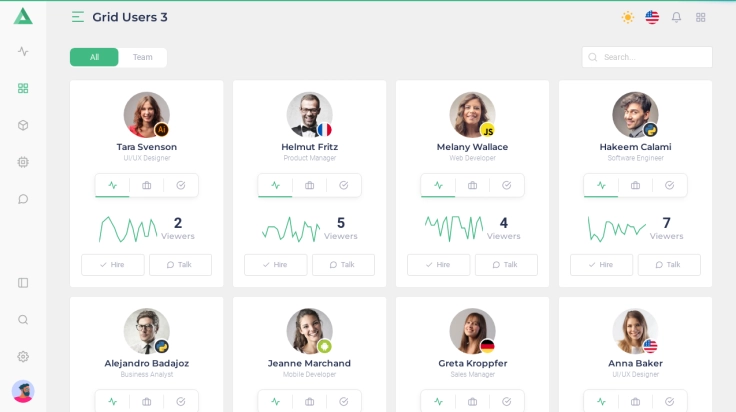 Grid Users 3
All
Team
Search...
Tara Svenson
UI/UX Designer
2
Viewers
Hire
Talk
Ai
Helmut Fritz
Product Manager
5
Viewers
Hire
Talk
Melany Wallace
Web Developer
4
Viewers
Hire
Talk
JS
Hakeem Calami
Software Engineer
7
Viewers
Hire
Talk
Alejandro Badajoz
Business Analyst
Jeanne Marchand
Mobile Developer
Greta Kroppfer
Sales Manager
Anna Baker
UI/UX Designer